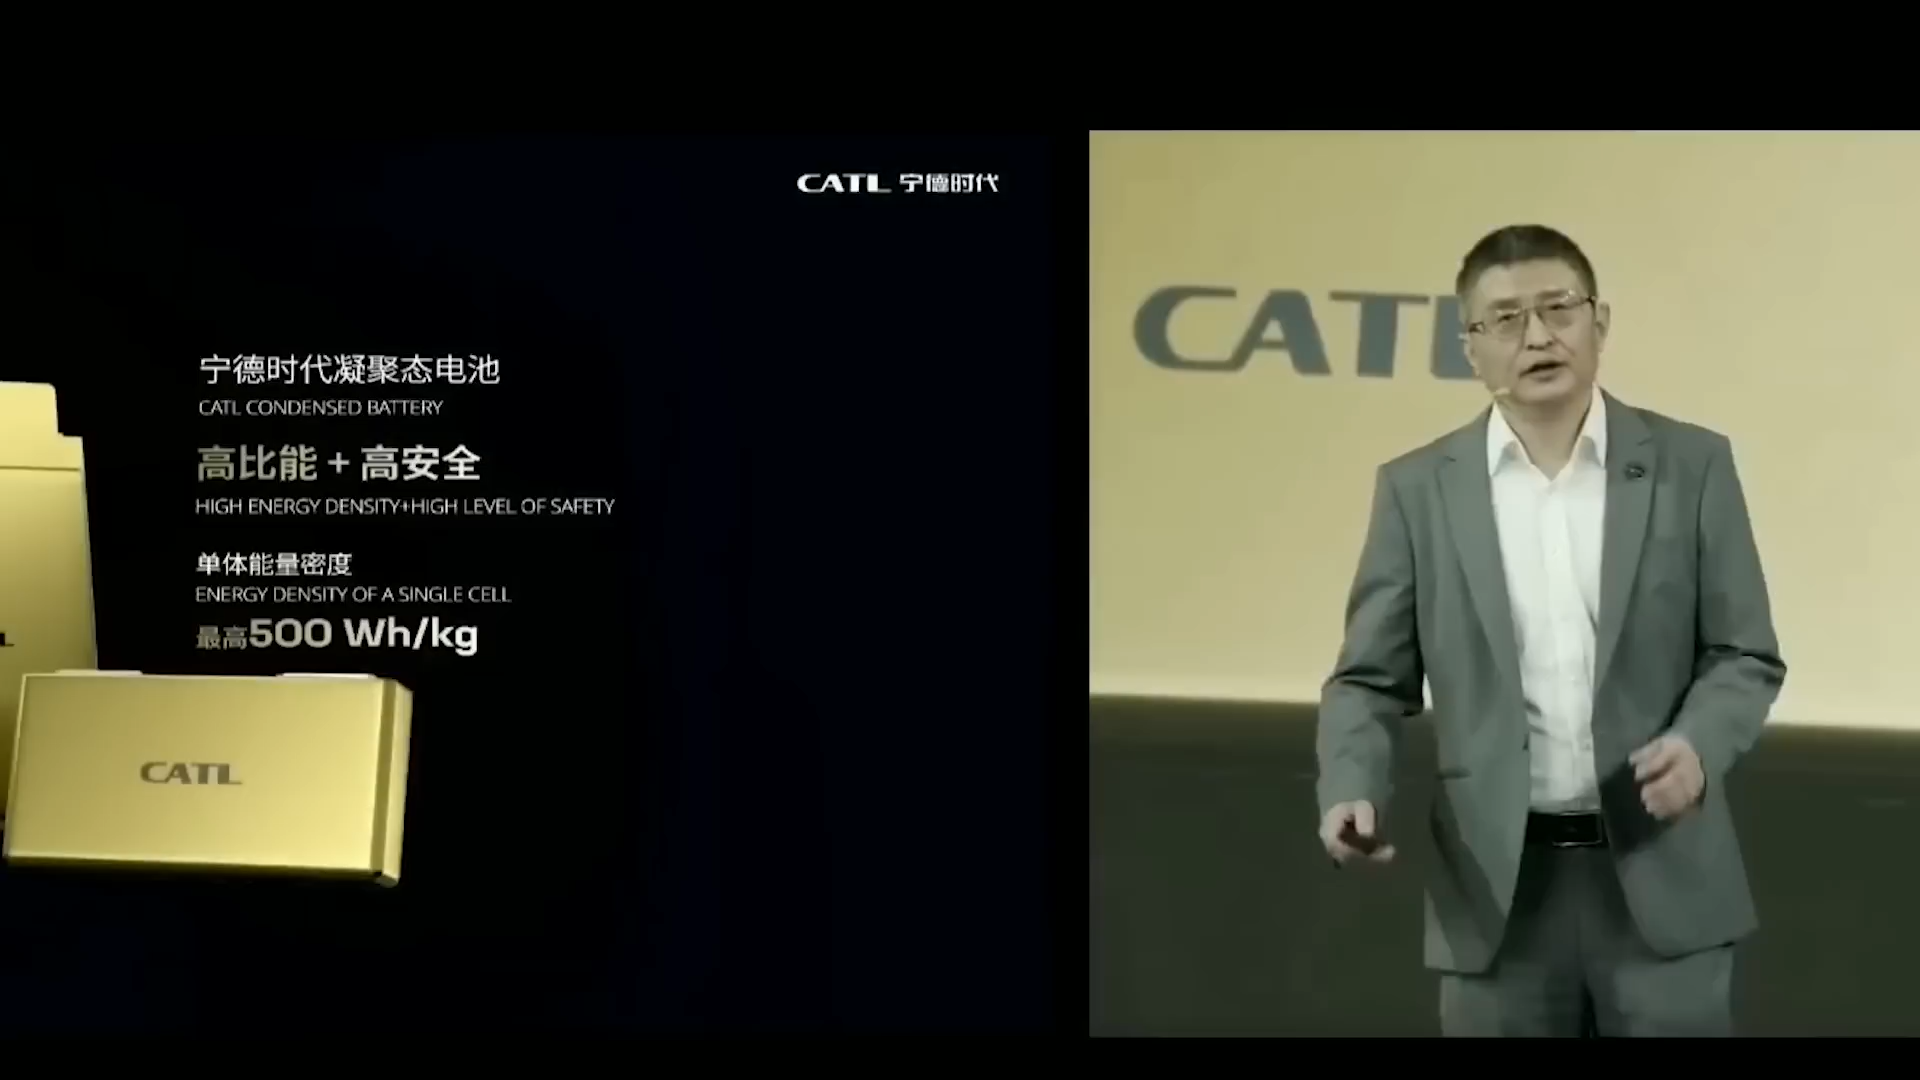 CATL 宁德时代
宁德时代凝聚态电池
CATL CONDENSED BATTERY
高比能 + 高安全
HIGH ENERGY DENSITY+HIGH LEVEL OF SAFETY
单体能量密度
ENERGY DENSITY OF A SINGLE CELL
最高500 Wh/kg
L
CATL
CATL